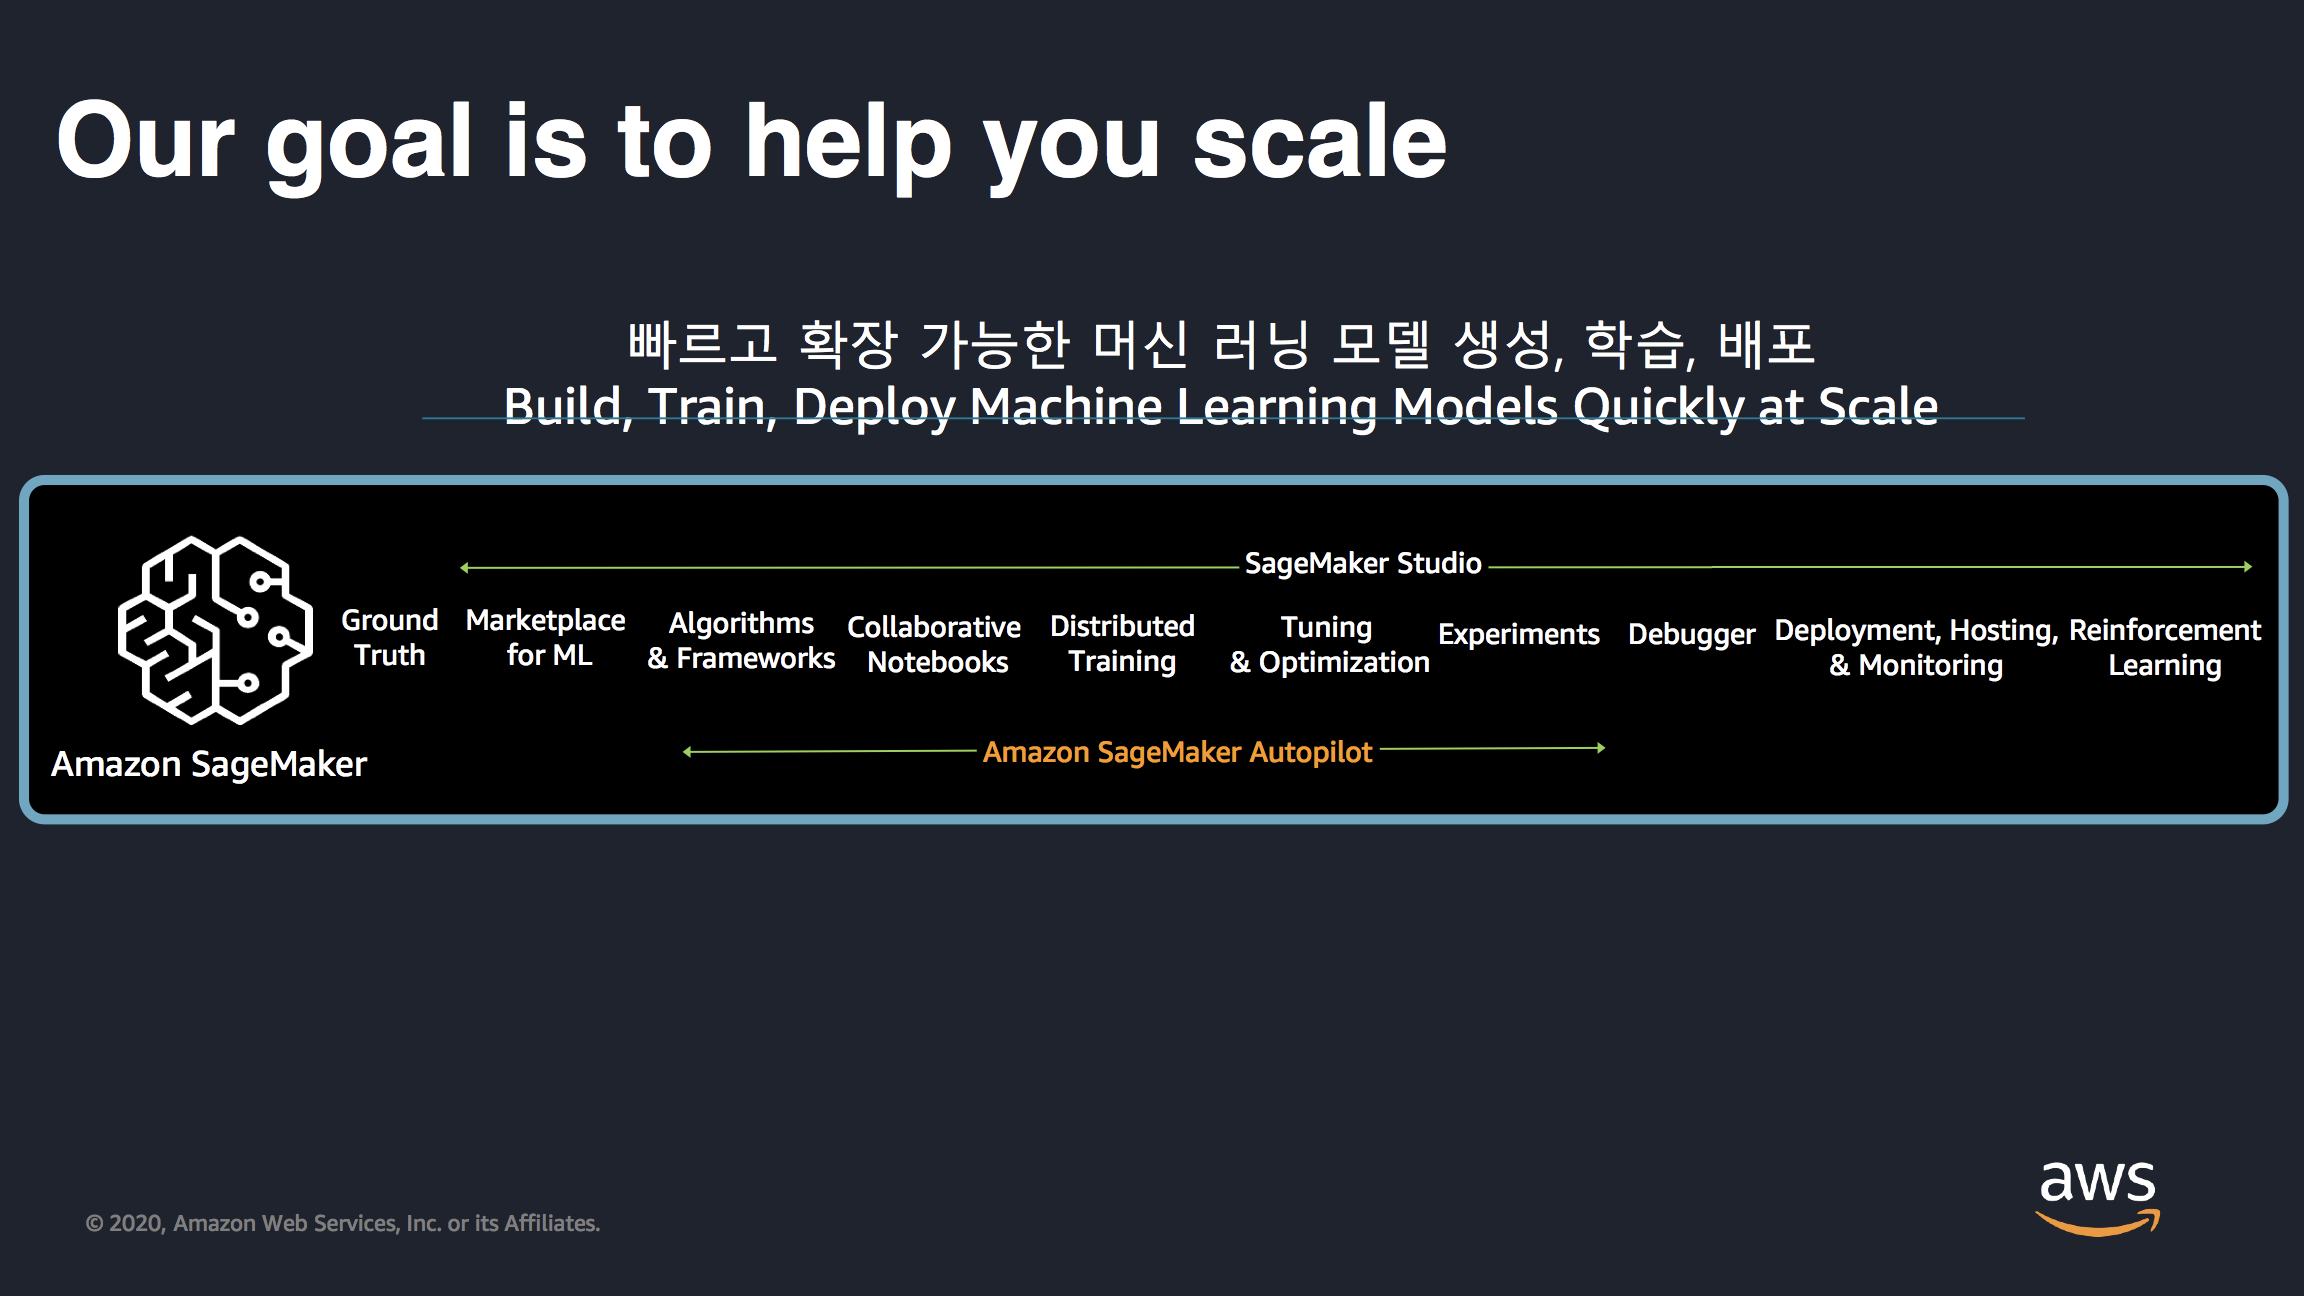 Our goal is to help you scale
빠르고 확장 가능한 머신 러닝 모델 생성, 학습, 배포
Build, Train, Deploy Machine Learning Models Quickly at Scale
SageMaker Studio
Ground
Truth
Marketplace
for ML
Algorithms
& Frameworks
Collaborative
Notebooks
Distributed
Training
Tuning
& Optimization
Experiments
Debugger
Deployment, Hosting,
& Monitoring
Reinforcement
Learning
Amazon SageMaker
Amazon SageMaker Autopilot
© 2020, Amazon Web Services, Inc. or its Affiliates.
aws